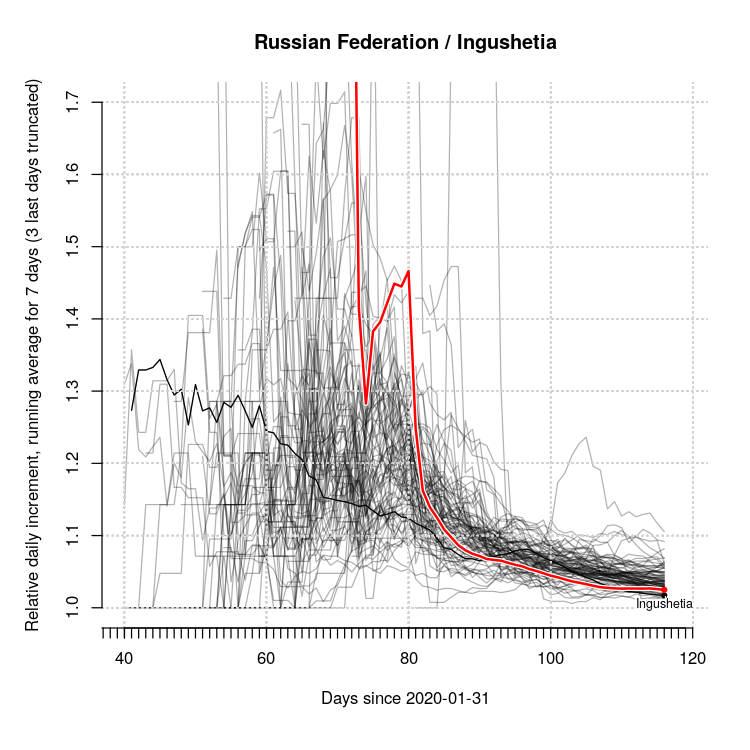 Russian Federation / Ingushetia
Relative daily increment, running average for 7 days (3 last days truncated)
1.7
1.6
1.5
1.4
1.3
1.2
1.1
1.0
Ingushetia
40 60 80 100 120
Days since 2020-01-31